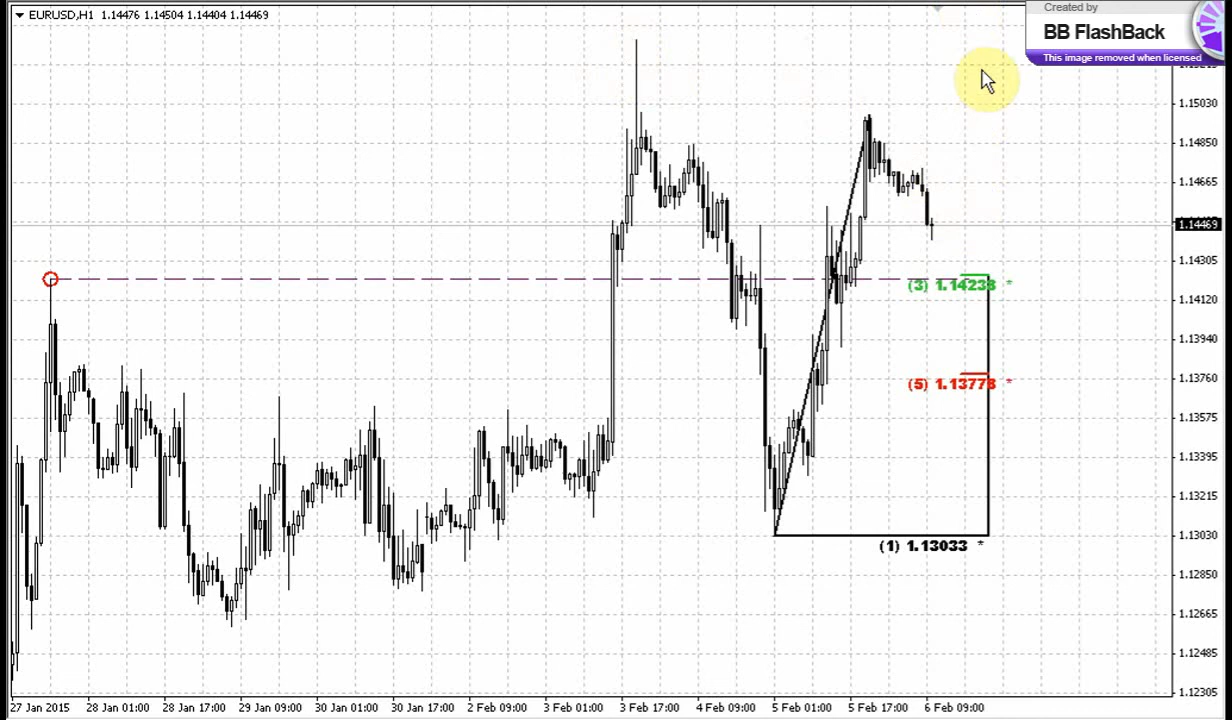 EURUSD,H1 1.14476 1.14504 1.14404 1.14469
Created by
BB FlashBack
This image removed when licensed
1.15030
1.14850
1.14665
1.14469
1.14305
(3) 1.14238 *
1.14120
1.13940
(5) 1.13778 *
1.13760
1.13575
1.13395
1.13215
1.13030
(1) 1.13033 *
1.12850
1.12665
1.12485
1.12305
27 Jan 2015 28 Jan 01:00 28 Jan 17:00 29 Jan 09:00 30 Jan 01:00 30 Jan 17:00 2 Feb 09:00 3 Feb 01:00 3 Feb 17:00 4 Feb 09:00 5 Feb 01:00 5 Feb 17:00 6 Feb 09:00